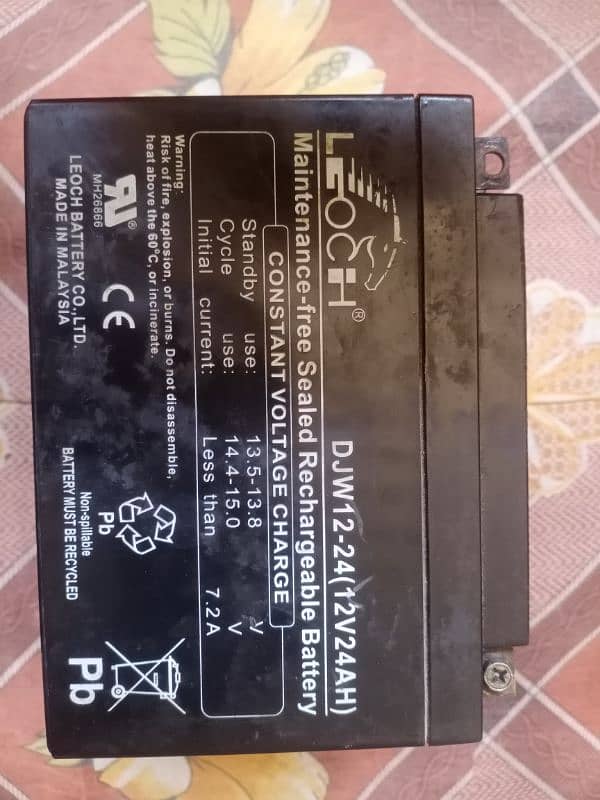 LEOCH®
DJW12-24(12V24AH)
Maintenance-free Sealed Rechargeable Battery
CONSTANT VOLTAGE CHARGE
Standby use: 13.5-13.8 V
Cycle use: 14.4-15.0 V
Initial current: Less than 7.2A
Warning:
Risk of fire, explosion, or burns. Do not disassemble,
heat above the 60°C, or incinerate.
MH26866
LEOCH BATTERY CO.,LTD.
MADE IN MALAYSIA
CE
Pb
Non-spillable
BATTERY MUST BE RECYCLED
Pb